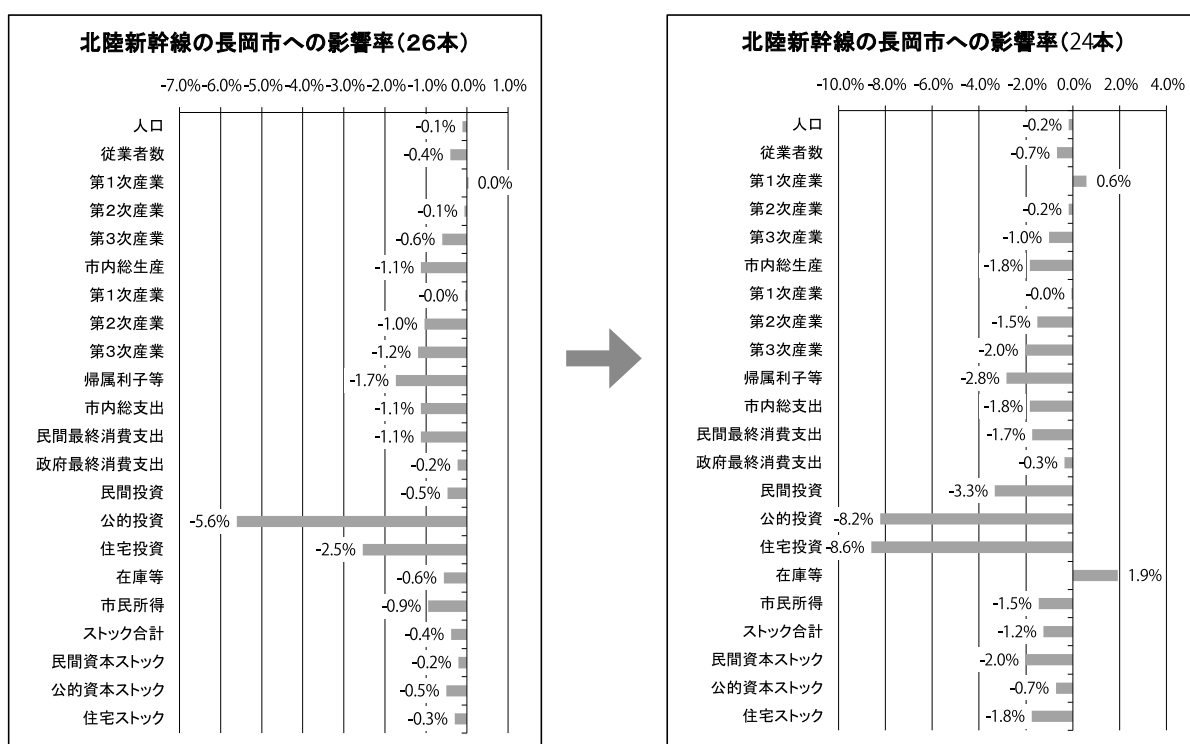 北陸新幹線の長岡市への影響率(26本)
-7.0% -6.0% -5.0% -4.0% -3.0% -2.0% -1.0% 0.0% 1.0%
人口 -0.1%
従業者数 -0.4%
第1次産業 0.0%
第2次産業 -0.1%
第3次産業 -0.6%
市内総生産 -1.1%
第1次産業 -0.0%
第2次産業 -1.0%
第3次産業 -1.2%
帰属利子等 -1.7%
市内総支出 -1.1%
民間最終消費支出 -1.1%
政府最終消費支出 -0.2%
民間投資 -0.5%
公的投資 -5.6%
住宅投資 -2.5%
在庫等 -0.6%
市民所得 -0.9%
ストック合計 -0.4%
民間資本ストック -0.2%
公的資本ストック -0.5%
住宅ストック -0.3%
北陸新幹線の長岡市への影響率(24本)
-10.0% -8.0% -6.0% -4.0% -2.0% 0.0% 2.0% 4.0%
人口 -0.2%
従業者数 -0.7%
第1次産業 0.6%
第2次産業 -0.2%
第3次産業 -1.0%
市内総生産 -1.8%
第1次産業 -0.0%
第2次産業 -1.5%
第3次産業 -2.0%
帰属利子等 -2.8%
市内総支出 -1.8%
民間最終消費支出 -1.7%
政府最終消費支出 -0.3%
民間投資 -3.3%
公的投資 -8.2%
住宅投資 -8.6%
在庫等 1.9%
市民所得 -1.5%
ストック合計 -1.2%
民間資本ストック -2.0%
公的資本ストック -0.7%
住宅ストック -1.8%